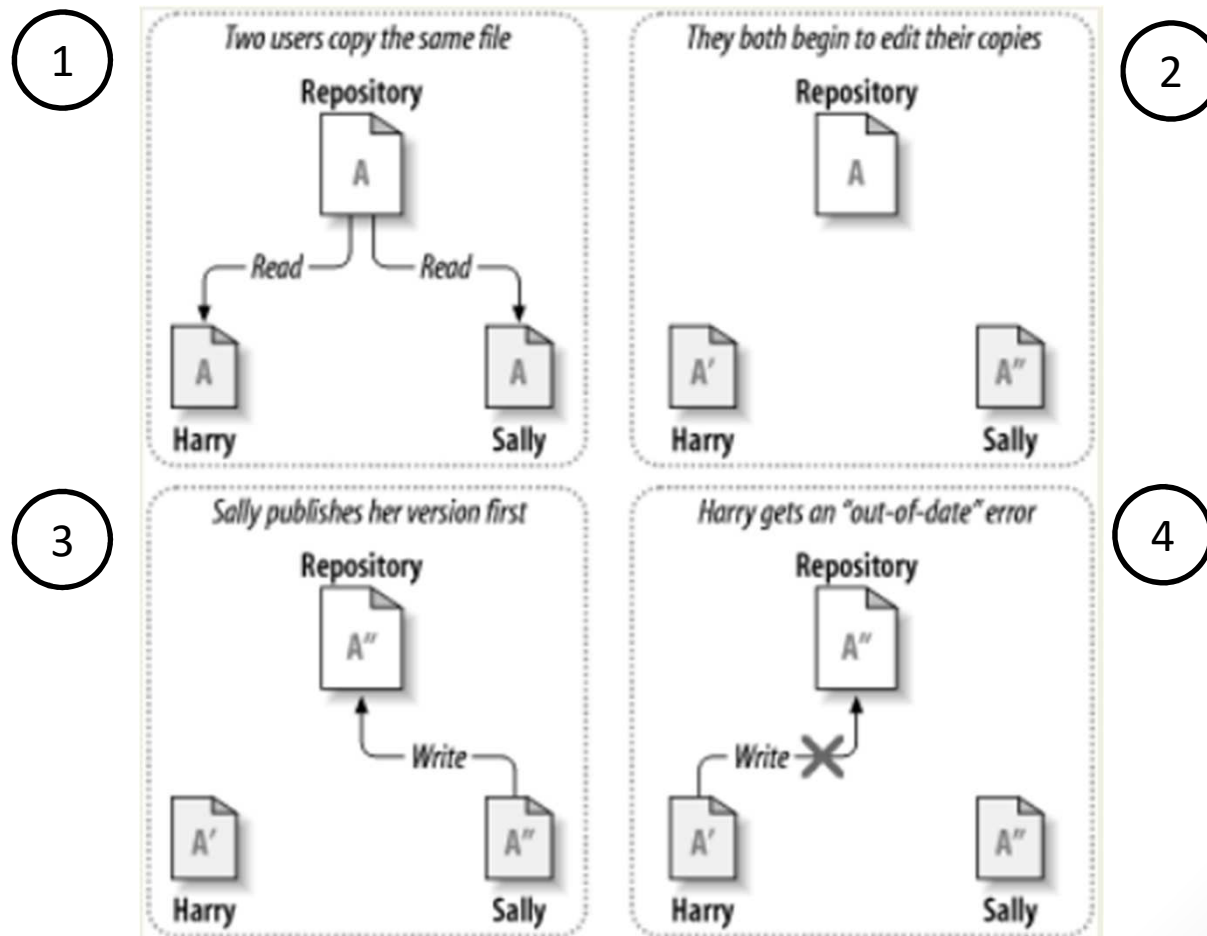 1
Two users copy the same file
Repository
A
Read
Read
A
A
Harry
Sally
2
They both begin to edit their copies
Repository
A
A'
A"
Harry
Sally
3
Sally publishes her version first
Repository
A"
Write
A'
A"
Harry
Sally
4
Harry gets an “out-of-date” error
Repository
A"
Write
A'
A"
Harry
Sally